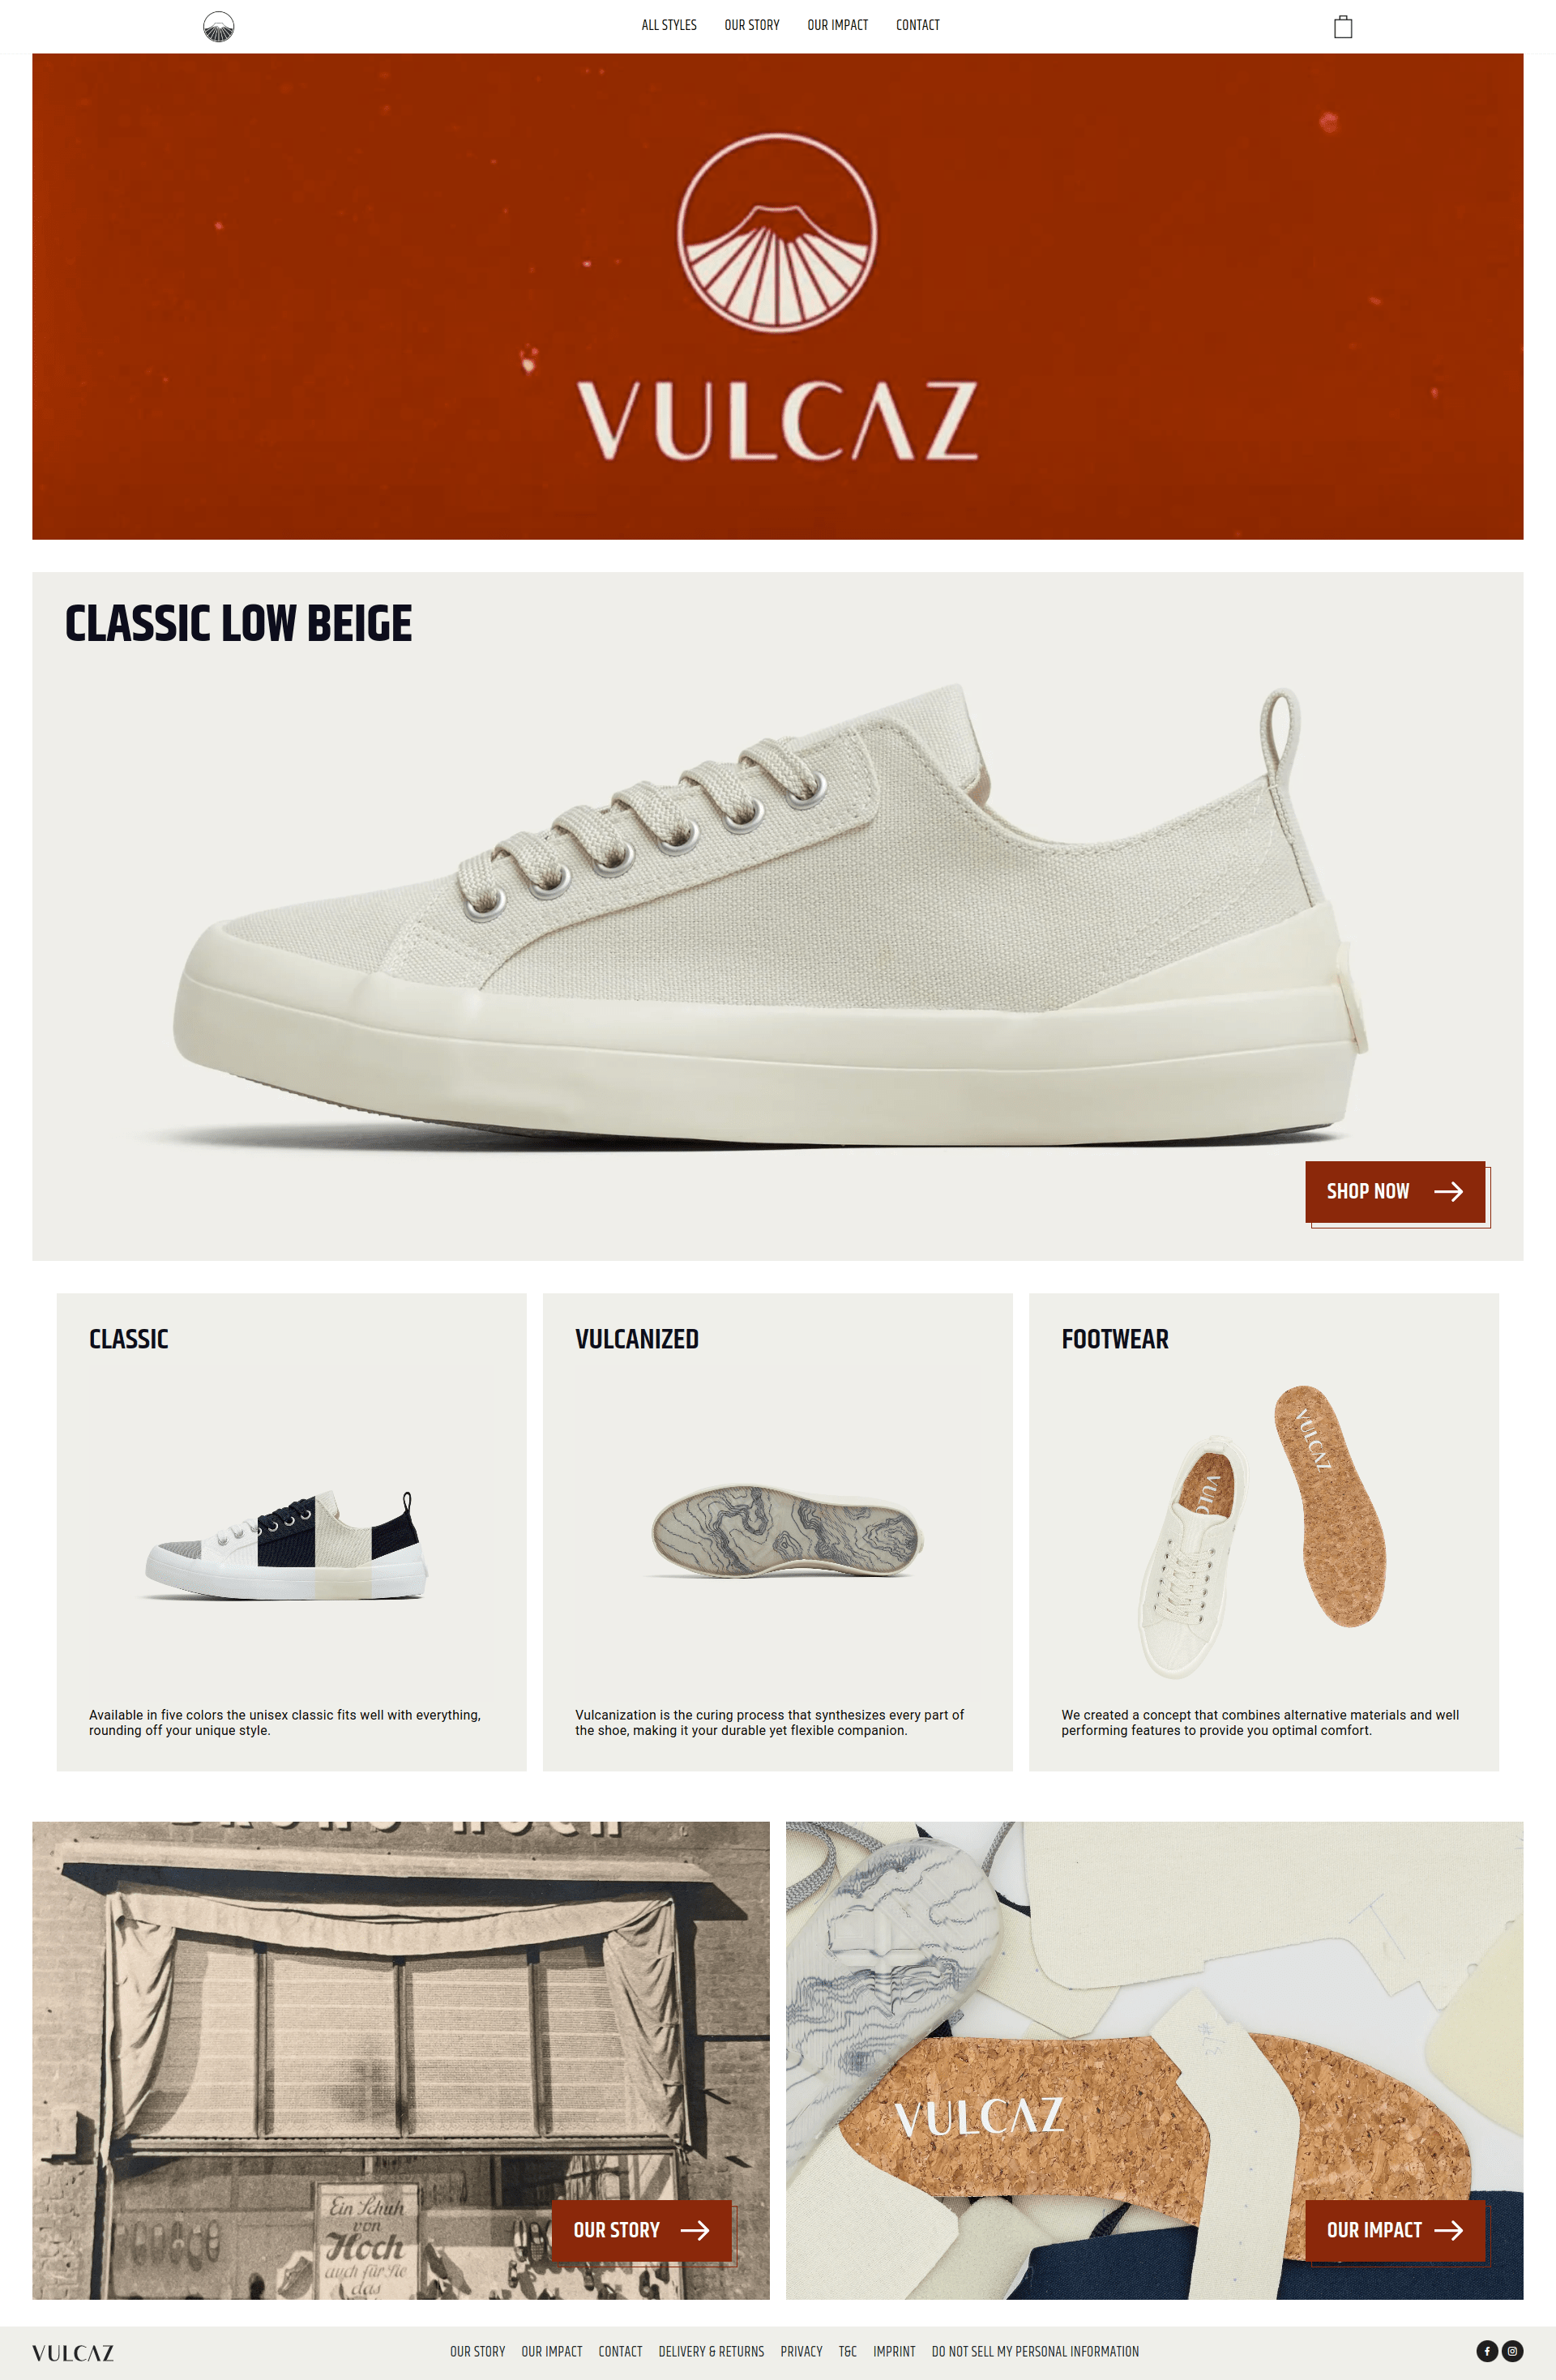 ALL STYLES OUR STORY OUR IMPACT CONTACT
VULCAZ
CLASSIC LOW BEIGE
SHOP NOW
CLASSIC
VULCANIZED
FOOTWEAR
VULCAZ
Available in five colors the unisex classic fits well with everything,
rounding off your unique style.
Vulcanization is the curing process that synthesizes every part of
the shoe, making it your durable yet flexible companion.
We created a concept that combines alternative materials and well
performing features to provide you optimal comfort.
VULCAZ
Ein Schuh
von
Hoch
auch für Sie
das
OUR STORY
OUR IMPACT
VULCAZ
OUR STORY OUR IMPACT CONTACT DELIVERY & RETURNS PRIVACY T&C IMPRINT DO NOT SELL MY PERSONAL INFORMATION